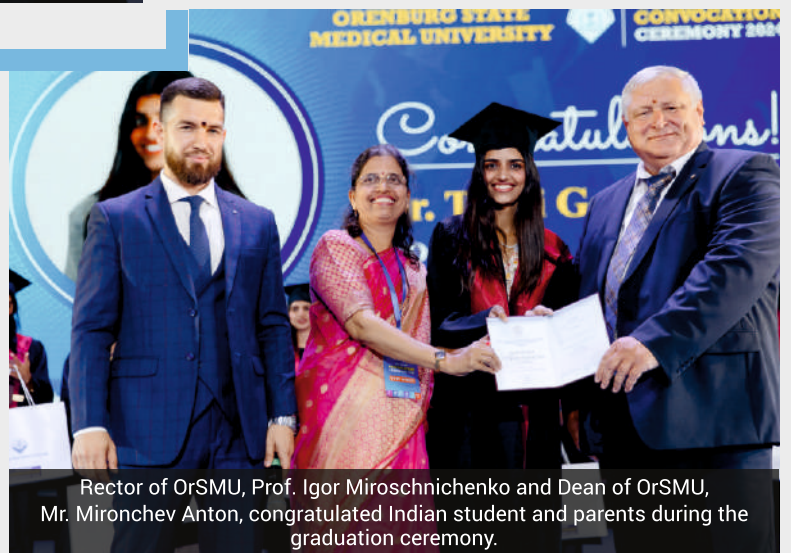 ORENBURG STATE
MEDICAL UNIVERSITY
CONVOCATION
CEREMONY 202
Rector of OrSMU, Prof. Igor Miroschnichenko and Dean of OrSMU,
Mr. Mironchev Anton, congratulated Indian student and parents during the
graduation ceremony.